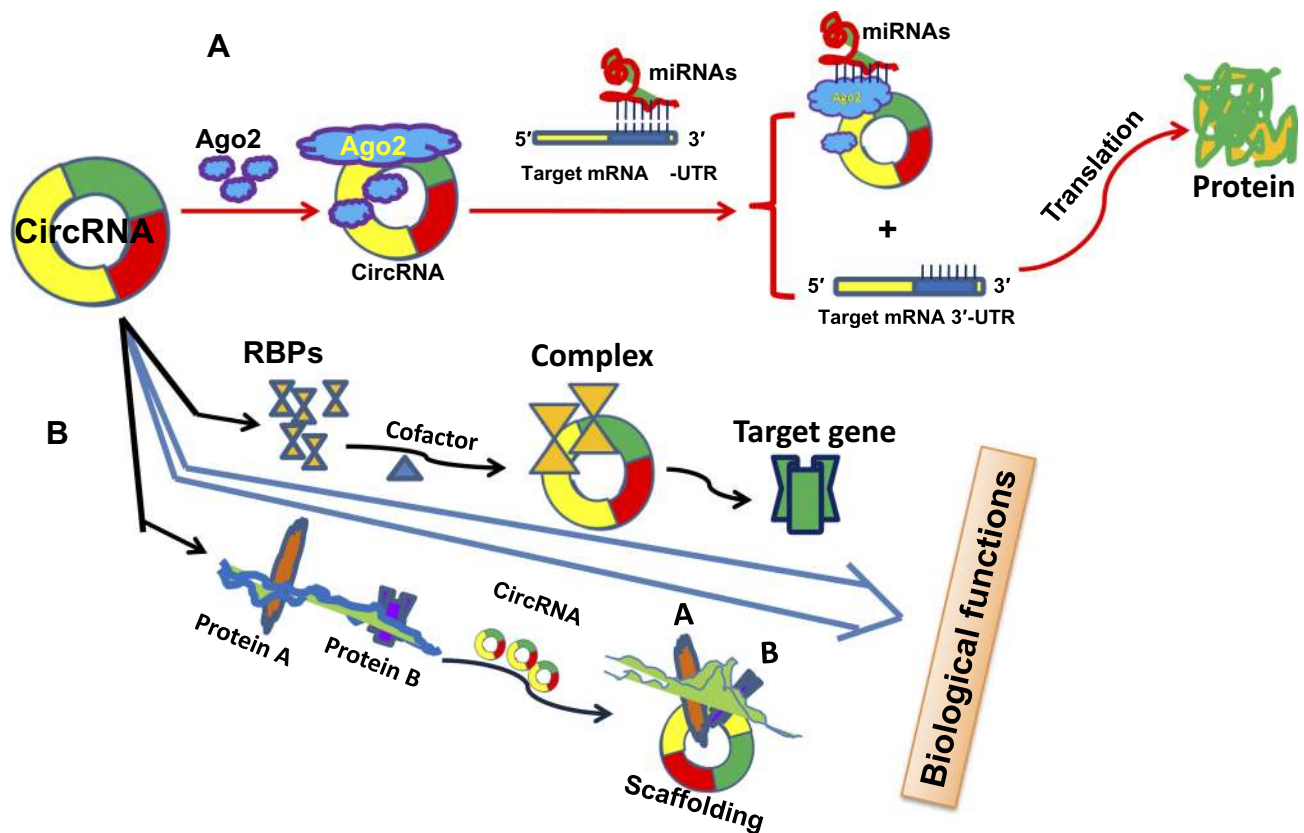 A
miRNAs
miRNAs
Ago2
Ago2
Ago2
5′ 3′
Target mRNA -UTR
CircRNA
CircRNA
+
Translation
Protein
5′ 3′
Target mRNA 3′-UTR
B
RBPs
Cofactor
Complex
Target gene
Protein A
Protein B
CircRNA
A
B
Scaffolding
Biological functions